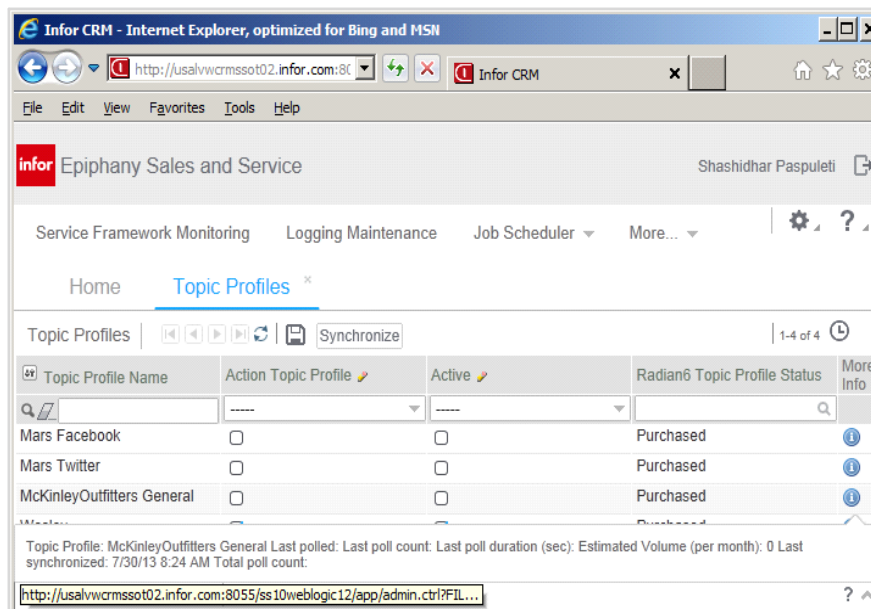 Infor CRM - Internet Explorer, optimized for Bing and MSN
http://usalvwcrmssot02.infor.com:80
Infor CRM
File Edit View Favorites Tools Help
infor Epiphany Sales and Service
Shashidhar Paspuleti
Service Framework Monitoring Logging Maintenance Job Scheduler More...
Home Topic Profiles
Topic Profiles Synchronize 1-4 of 4
Topic Profile Name Action Topic Profile Active Radian6 Topic Profile Status More Info
----- -----
Mars Facebook Purchased
Mars Twitter Purchased
McKinleyOutfitters General Purchased
Topic Profile: McKinleyOutfitters General Last polled: Last poll count: Last poll duration (sec): Estimated Volume (per month): 0 Last
synchronized: 7/30/13 8:24 AM Total poll count:
http://usalvwcrmssot02.infor.com:8055/ss10weblogic12/app/admin.ctrl?FIL...